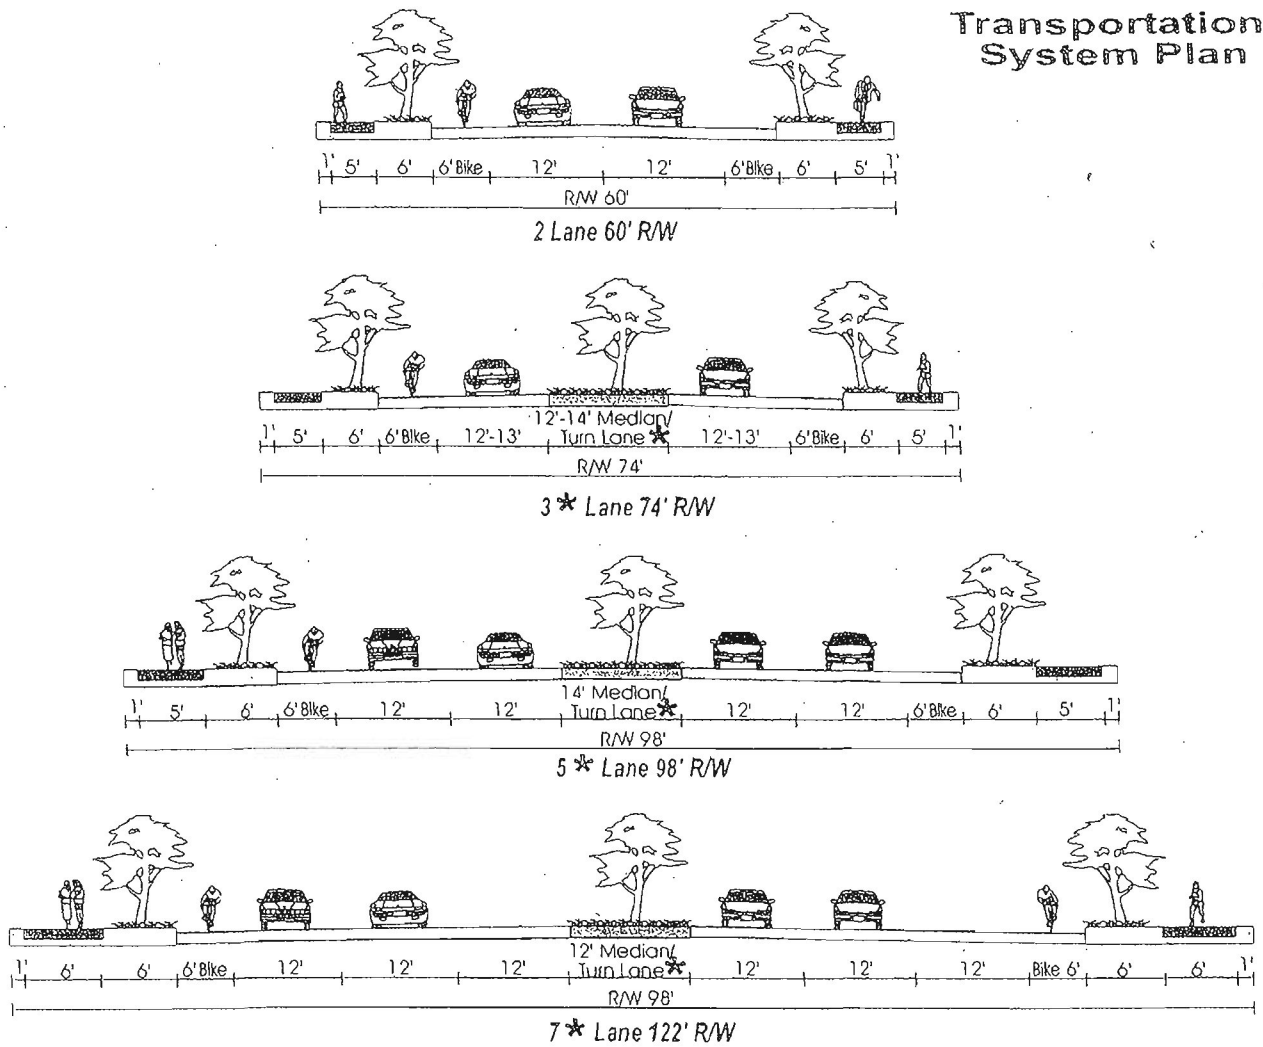 Transportation
System Plan
1' 5' 6' 6' Bike 12' 12' 6' Bike 6' 5' 1'
R/W 60'
2 Lane 60' R/W
12'-14' Median/
1' 5' 6' 6' Bike 12'-13' Turn Lane * 12'-13' 6' Bike 6' 5' 1'
R/W 74'
3 * Lane 74' R/W
14' Median/
1' 5' 6' 6' Bike 12' 12' Turn Lane * 12' 12' 6' Bike 6' 5' 1'
R/W 98'
5 * Lane 98' R/W
12' Median/
1' 6' 6' 6' Bike 12' 12' 12' Turn Lane * 12' 12' 12' Bike 6' 6' 6' 1'
R/W 98'
7 * Lane 122' R/W